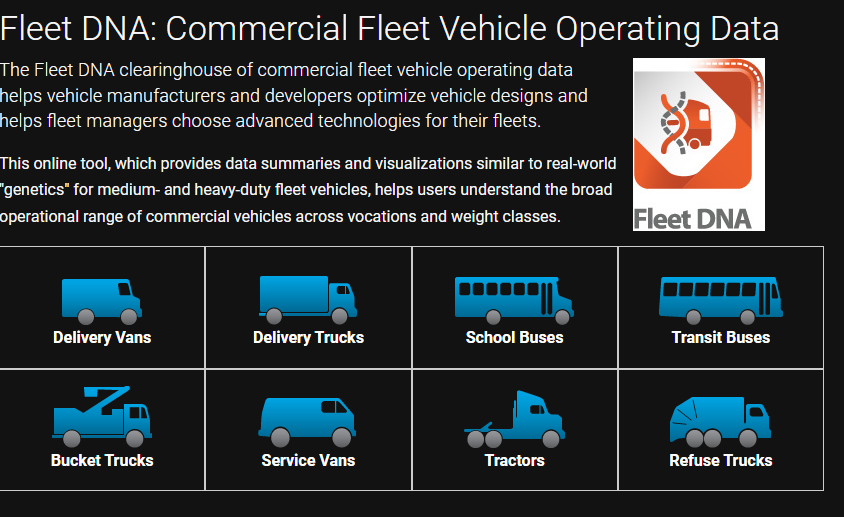 Fleet DNA: Commercial Fleet Vehicle Operating Data
The Fleet DNA clearinghouse of commercial fleet vehicle operating data
helps vehicle manufacturers and developers optimize vehicle designs and
helps fleet managers choose advanced technologies for their fleets.
This online tool, which provides data summaries and visualizations similar to real-world
"genetics" for medium- and heavy-duty fleet vehicles, helps users understand the broad
operational range of commercial vehicles across vocations and weight classes.
Fleet DNA
Delivery Vans
Delivery Trucks
School Buses
Transit Buses
Bucket Trucks
Service Vans
Tractors
Refuse Trucks